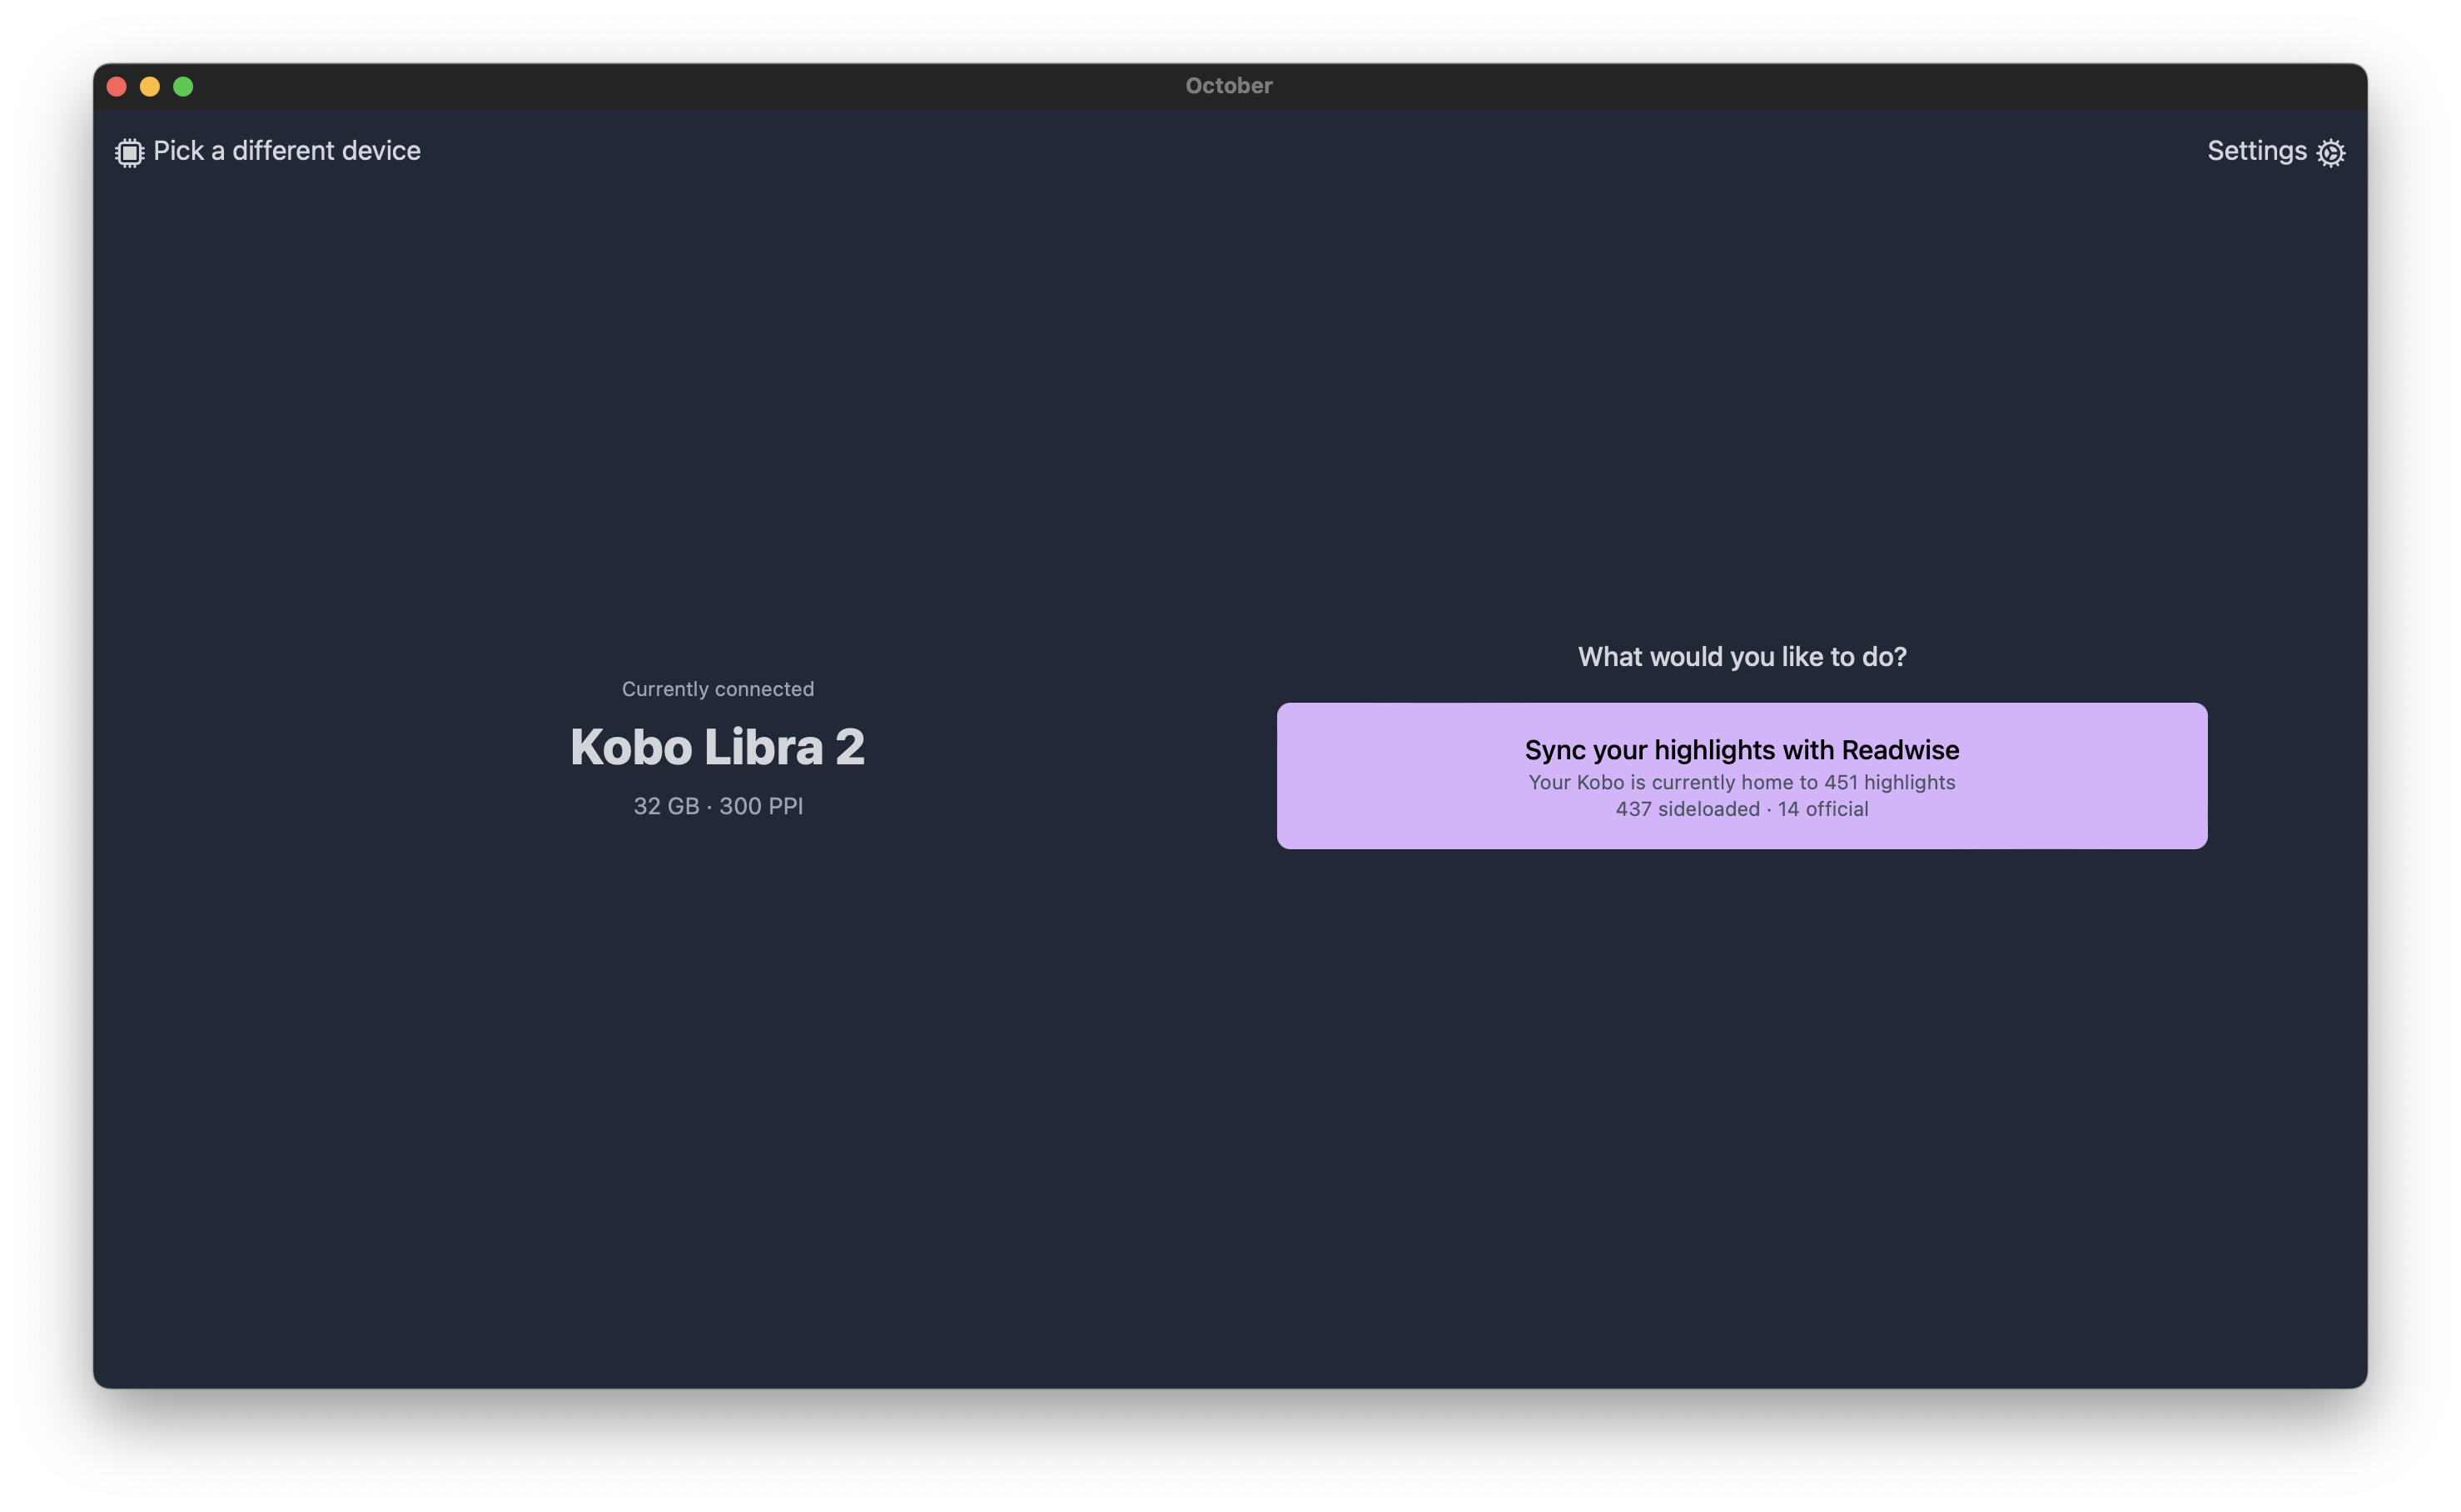 October
Pick a different device
Settings
Currently connected
Kobo Libra 2
32 GB · 300 PPI
What would you like to do?
Sync your highlights with Readwise
Your Kobo is currently home to 451 highlights
437 sideloaded · 14 official